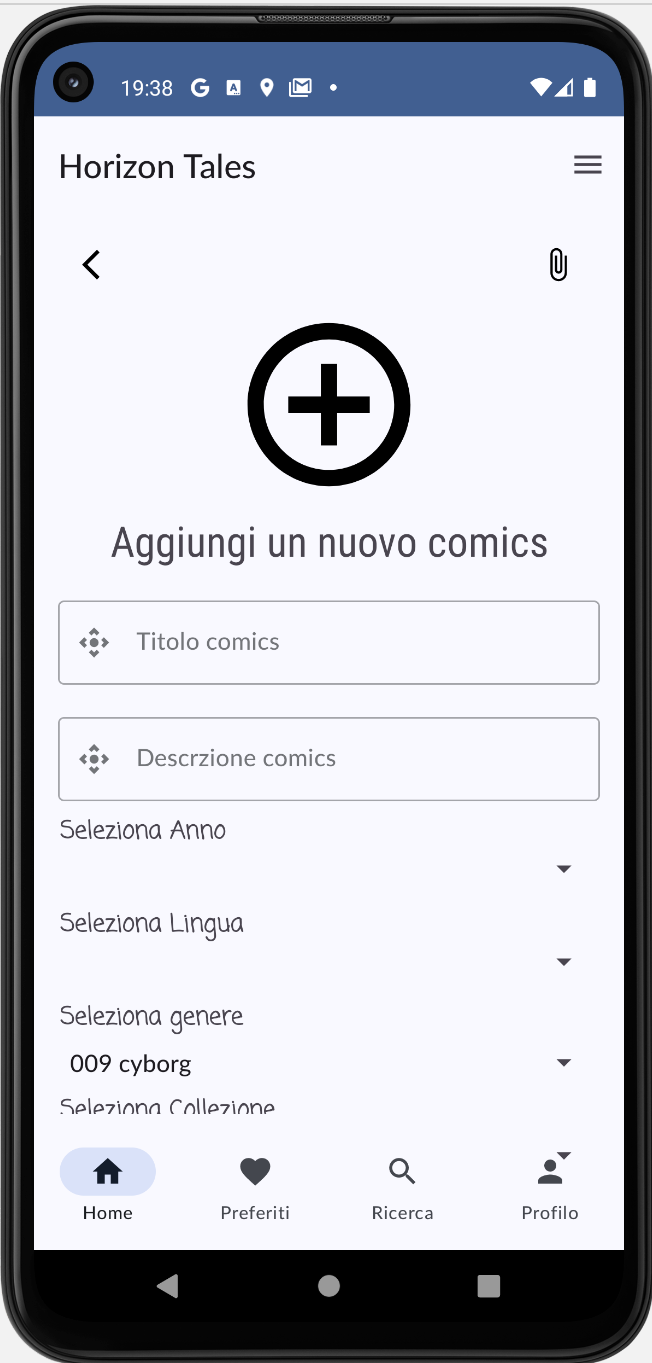 19:38
Horizon Tales
Aggiungi un nuovo comics
Titolo comics
Descrzione comics
Seleziona Anno
Seleziona Lingua
Seleziona genere
009 cyborg
Seleziona Collezione
Home Preferiti Ricerca Profilo